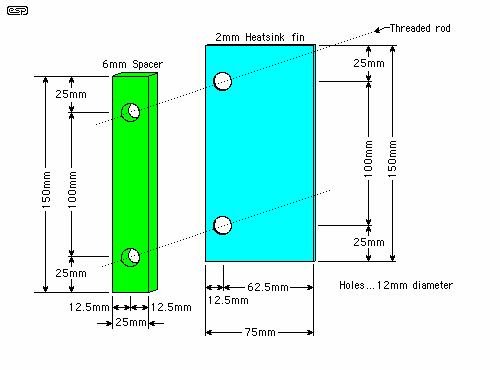 esp
Threaded rod
2mm Heatsink fin
6mm Spacer
25mm
100mm
150mm
25mm
12.5mm
12.5mm
25mm
25mm
100mm
150mm
25mm
62.5mm
12.5mm
75mm
Holes...12mm diameter